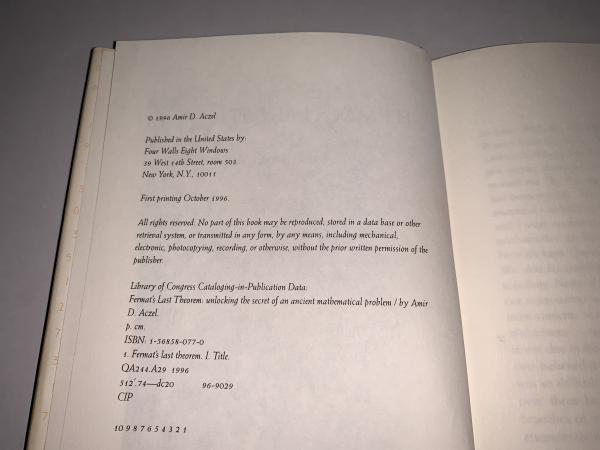 © 1996 Amir D. Aczel
Published in the United States by:
Four Walls Eight Windows
39 West 14th Street, room 503
New York, N.Y., 10011
First printing October 1996.
All rights reserved. No part of this book may be reproduced, stored in a data base or other
retrieval system, or transmitted in any form, by any means, including mechanical,
electronic, photocopying, recording, or otherwise, without the prior written permission of the
publisher.
Library of Congress Cataloging-in-Publication Data:
Fermat's Last Theorem: unlocking the secret of an ancient mathematical problem / by Amir
D. Aczel.
p. cm.
ISBN: 1-56858-077-0
1. Fermat's last theorem. I. Title.
QA244.A29 1996
512'.74—dc20 96-9029
CIP
10 9 8 7 6 5 4 3 2 1